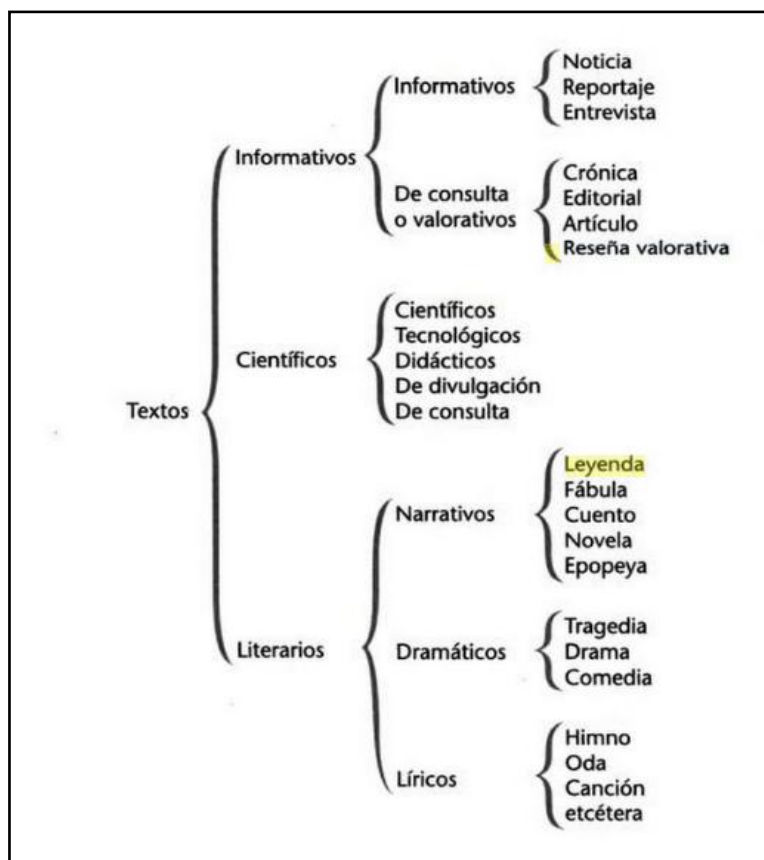 Textos
Informativos
Informativos
Noticia
Reportaje
Entrevista
De consulta
o valorativos
Crónica
Editorial
Artículo
Reseña valorativa
Científicos
Científicos
Tecnológicos
Didácticos
De divulgación
De consulta
Literarios
Narrativos
Leyenda
Fábula
Cuento
Novela
Epopeya
Dramáticos
Tragedia
Drama
Comedia
Líricos
Himno
Oda
Canción
etcétera